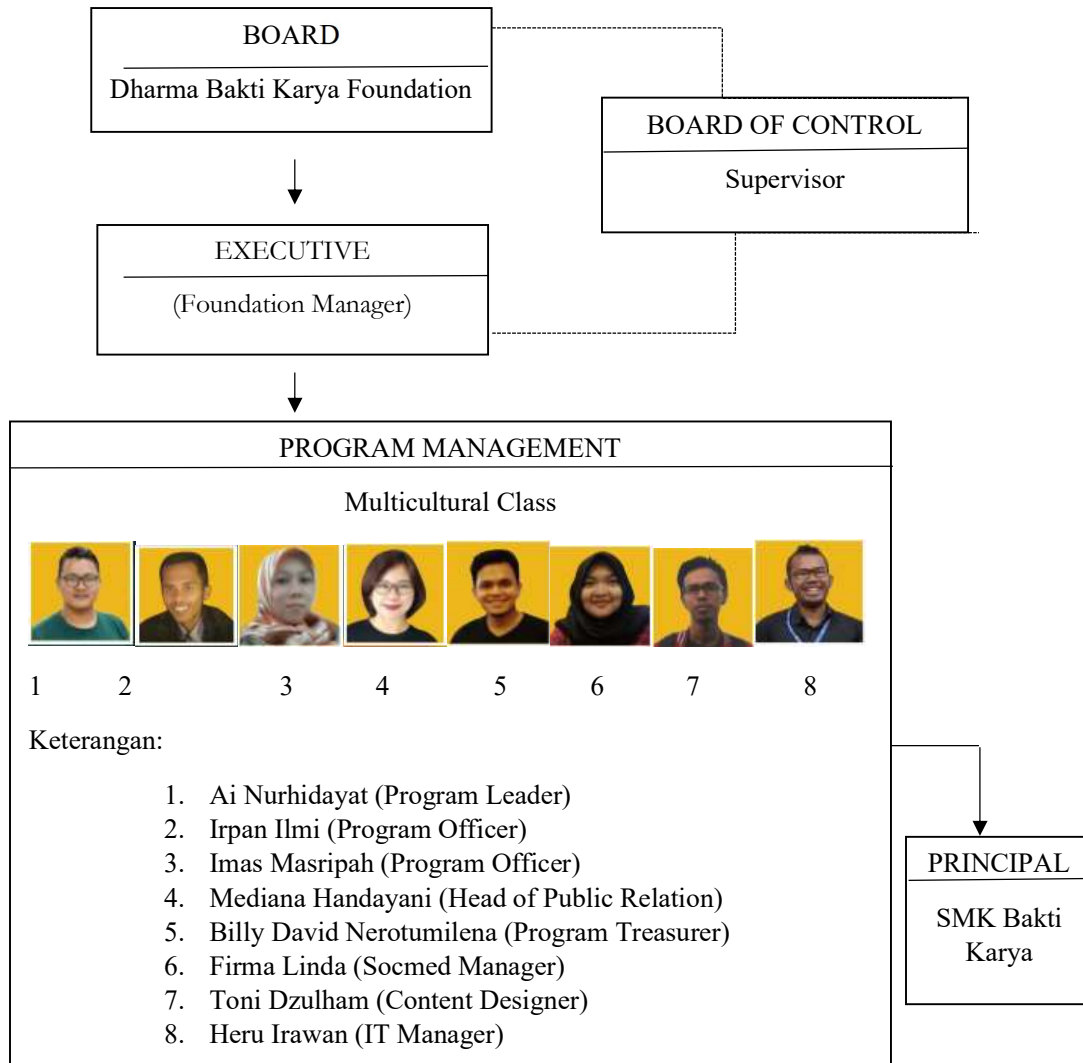 BOARD
Dharma Bakti Karya Foundation
BOARD OF CONTROL
Supervisor
EXECUTIVE
(Foundation Manager)
PROGRAM MANAGEMENT
Multicultural Class
1 2 3 4 5 6 7 8
Keterangan:
1. Ai Nurhidayat (Program Leader)
2. Irpan Ilmi (Program Officer)
3. Imas Masripah (Program Officer)
4. Mediana Handayani (Head of Public Relation)
5. Billy David Nerotumilena (Program Treasurer)
6. Firma Linda (Socmed Manager)
7. Toni Dzulham (Content Designer)
8. Heru Irawan (IT Manager)
PRINCIPAL
SMK Bakti
Karya